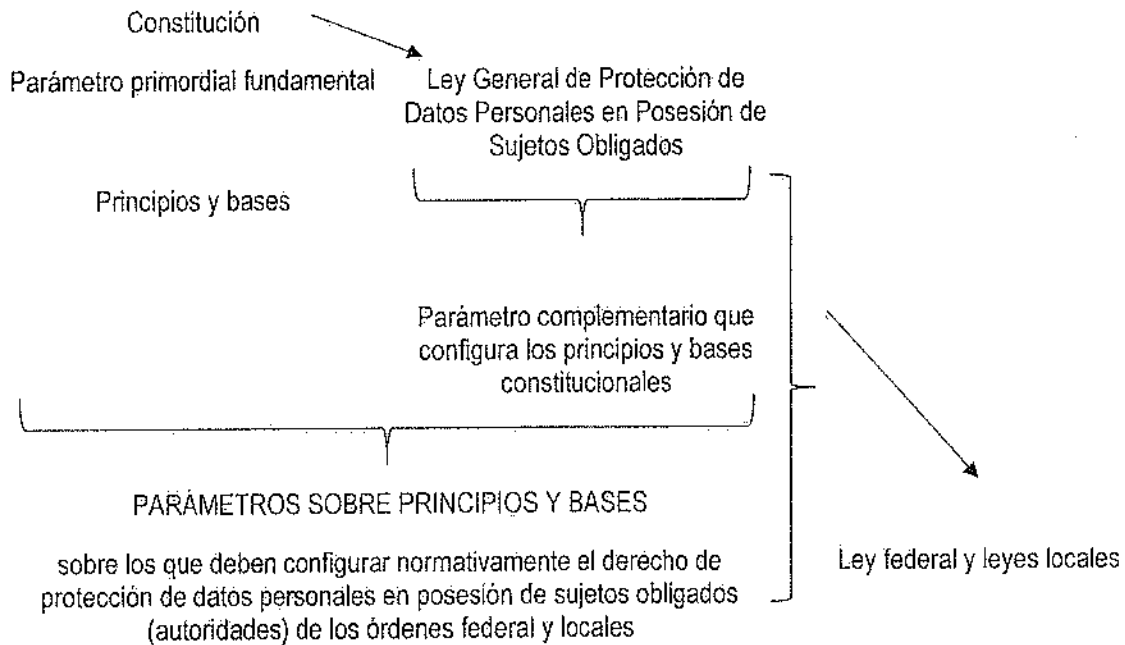 Constitución
Parámetro primordial fundamental
Ley General de Protección de
Datos Personales en Posesión de
Sujetos Obligados
Principios y bases
Parámetro complementario que
configura los principios y bases
constitucionales
PARÁMETROS SOBRE PRINCIPIOS Y BASES
sobre los que deben configurar normativamente el derecho de
protección de datos personales en posesión de sujetos obligados
(autoridades) de los órdenes federal y locales
Ley federal y leyes locales